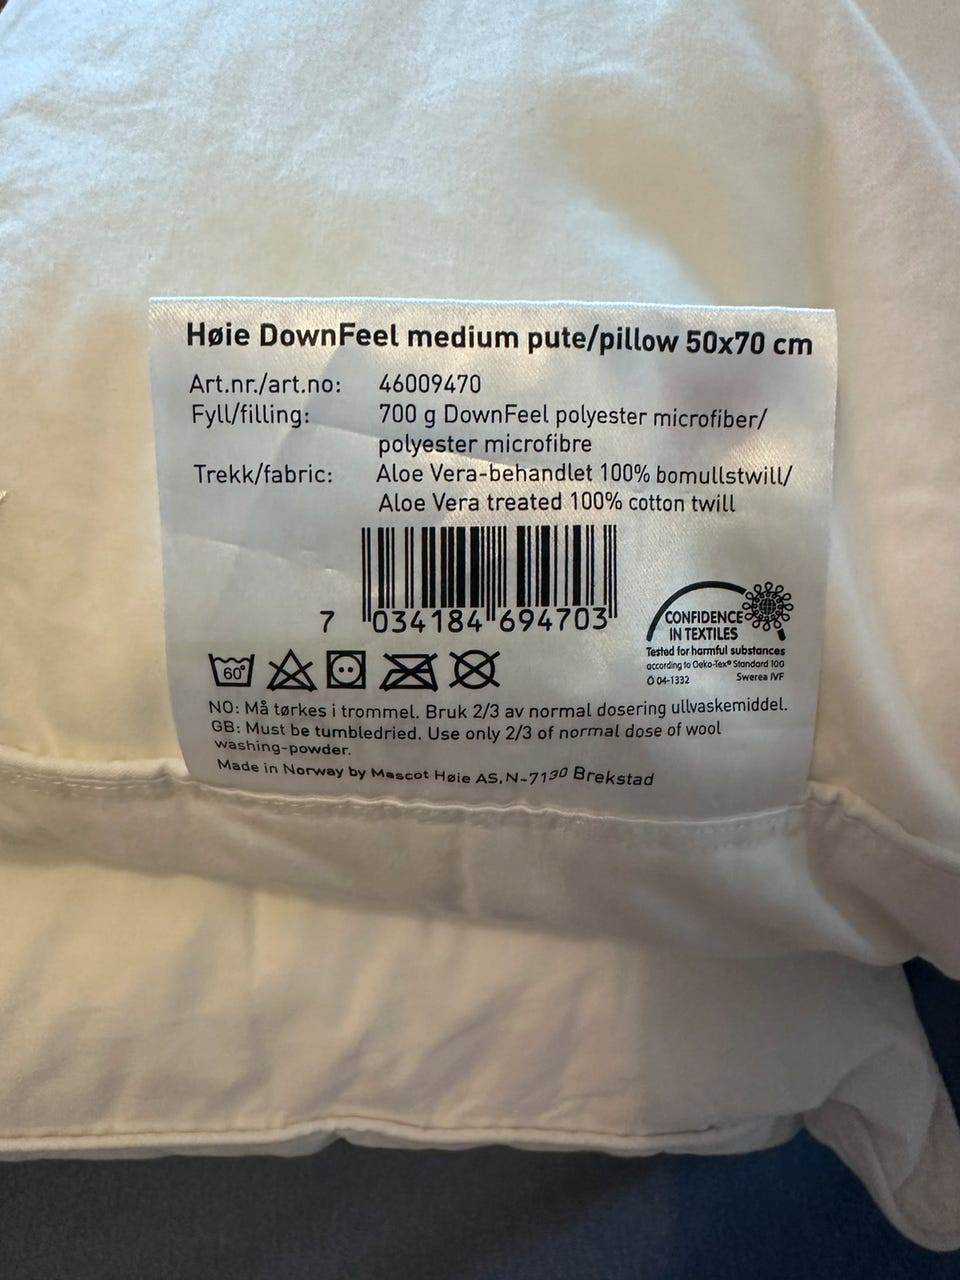 Høie DownFeel medium pute/pillow 50x70 cm
Art.nr./art.no: 46009470
Fyll/filling: 700 g DownFeel polyester microfiber/
polyester microfibre
Trekk/fabric: Aloe Vera-behandlet 100% bomullstwill/
Aloe Vera treated 100% cotton twill
7 034184 694703
CONFIDENCE
IN TEXTILES
Tested for harmful substances
according to Oeko-Tex® Standard 100
Ö 04-1332 Swerea IVF
60°
NO: Må tørkes i trommel. Bruk 2/3 av normal dosering ullvaskemiddel.
GB: Must be tumbledried. Use only 2/3 of normal dose of wool
washing-powder.
Made in Norway by Mascot Høie AS, N-7130 Brekstad